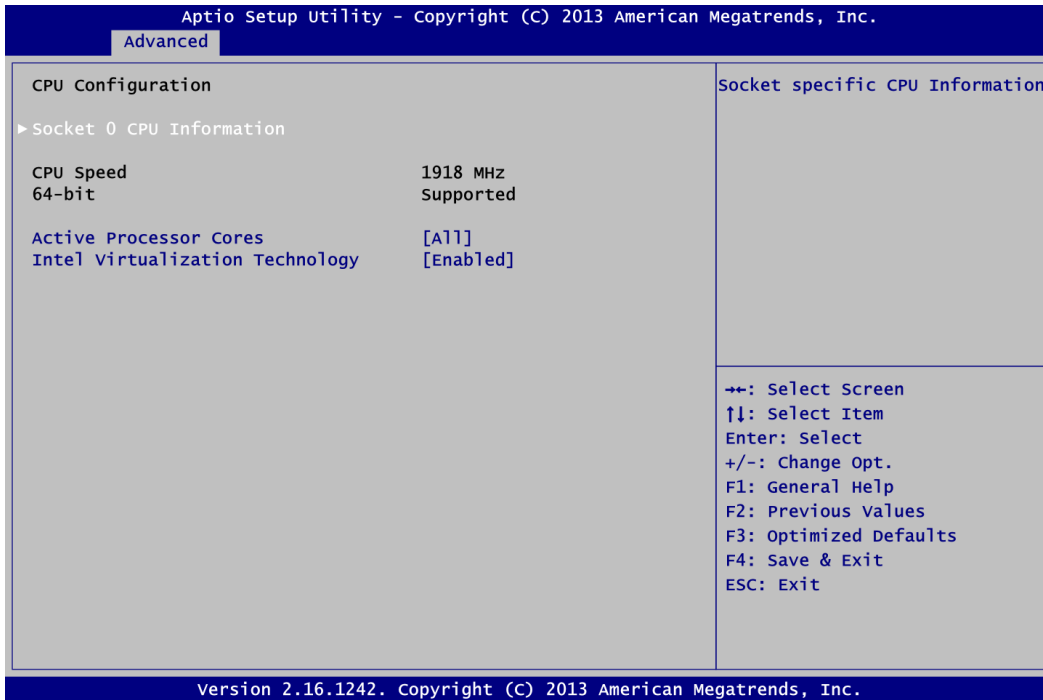 Aptio Setup Utility - Copyright (C) 2013 American Megatrends, Inc.
Advanced
CPU Configuration
►Socket 0 CPU Information
CPU Speed 1918 MHz
64-bit Supported
Active Processor Cores [All]
Intel Virtualization Technology [Enabled]
Socket specific CPU Information
→←: Select Screen
↑↓: Select Item
Enter: Select
+/-: Change Opt.
F1: General Help
F2: Previous Values
F3: Optimized Defaults
F4: Save & Exit
ESC: Exit
Version 2.16.1242. Copyright (C) 2013 American Megatrends, Inc.